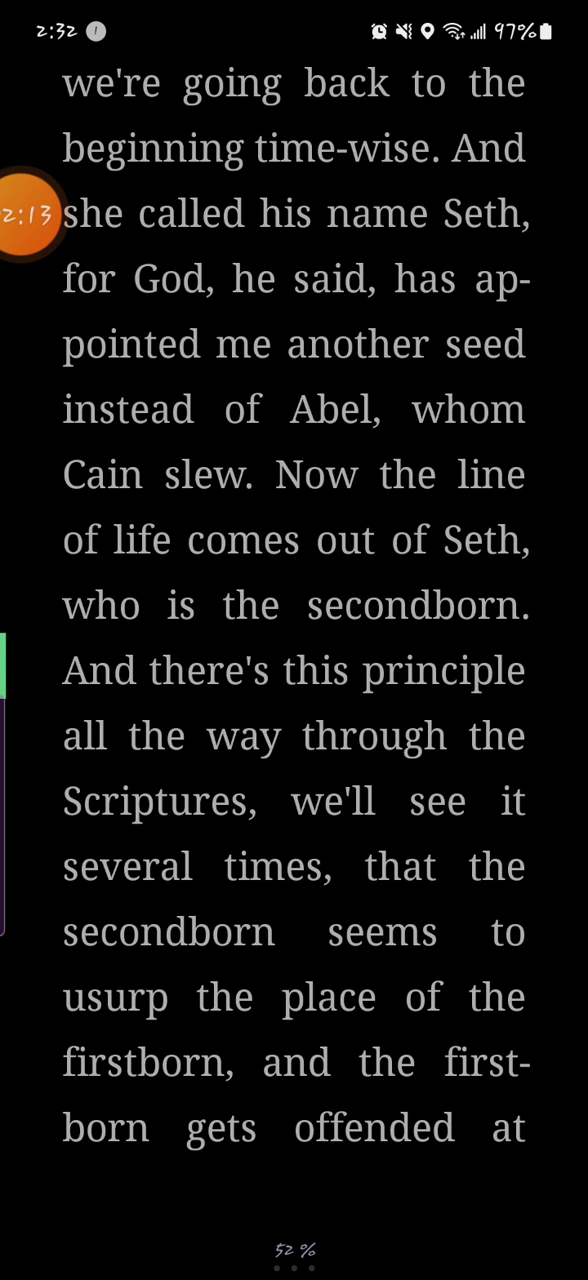 2:32
97%
we're going back to the
beginning time-wise. And
2:13
she called his name Seth,
for God, he said, has ap-
pointed me another seed
instead of Abel, whom
Cain slew. Now the line
of life comes out of Seth,
who is the secondborn.
And there's this principle
all the way through the
Scriptures, we'll see it
several times, that the
secondborn seems to
usurp the place of the
firstborn, and the first-
born gets offended at
52 %